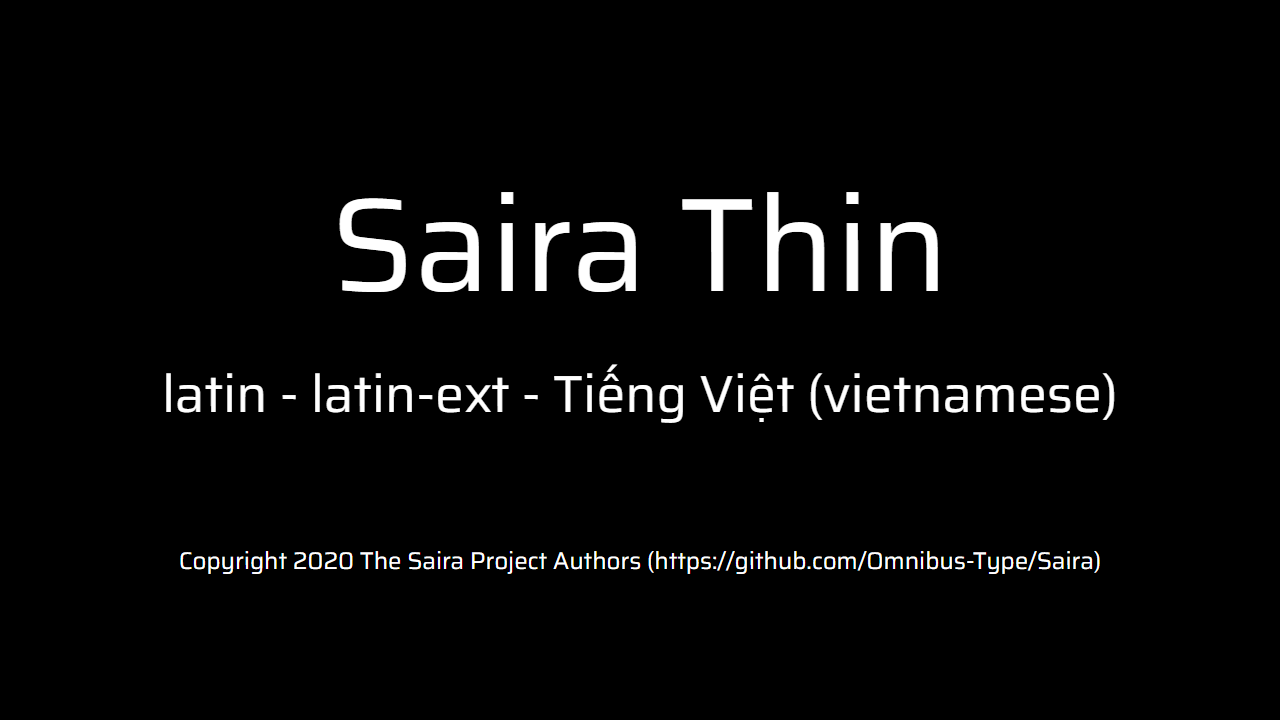 Saira Thin
latin - latin-ext - Tiếng Việt (vietnamese)
Copyright 2020 The Saira Project Authors (https://github.com/Omnibus-Type/Saira)